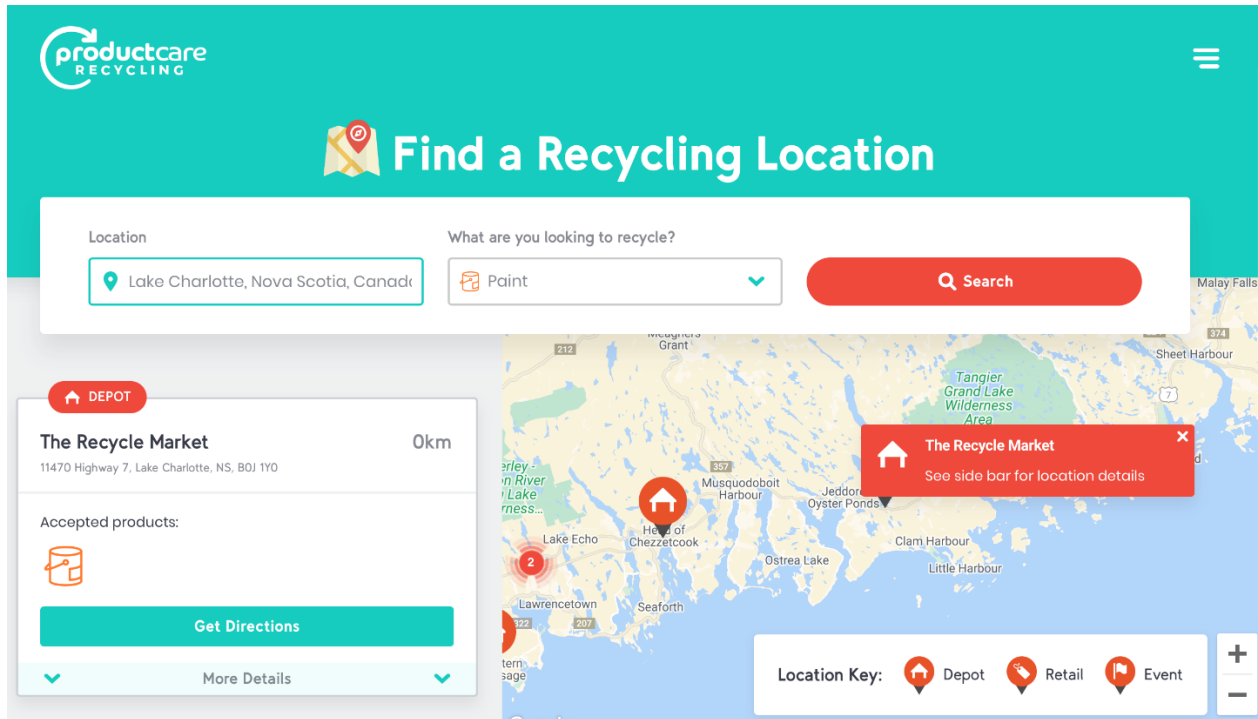 productcare
RECYCLING
Find a Recycling Location
Location
What are you looking to recycle?
Lake Charlotte, Nova Scotia, Canada
Paint
Search
DEPOT
The Recycle Market
0km
11470 Highway 7, Lake Charlotte, NS, B0J 1Y0
Accepted products:
Get Directions
More Details
Malay Falls
374
Sheet Harbour
7
212
Meaghers
Grant
Tangier
Grand Lake
Wilderness
Area
The Recycle Market
See side bar for location details
357
Musquodoboit
Harbour
Oyster Ponds
Lake
Lake Echo
Head of
Chezzetcook
2
Clam Harbour
Ostrea Lake
Little Harbour
Lawrencetown
Seaforth
322
207
Location Key:
Depot
Retail
Event